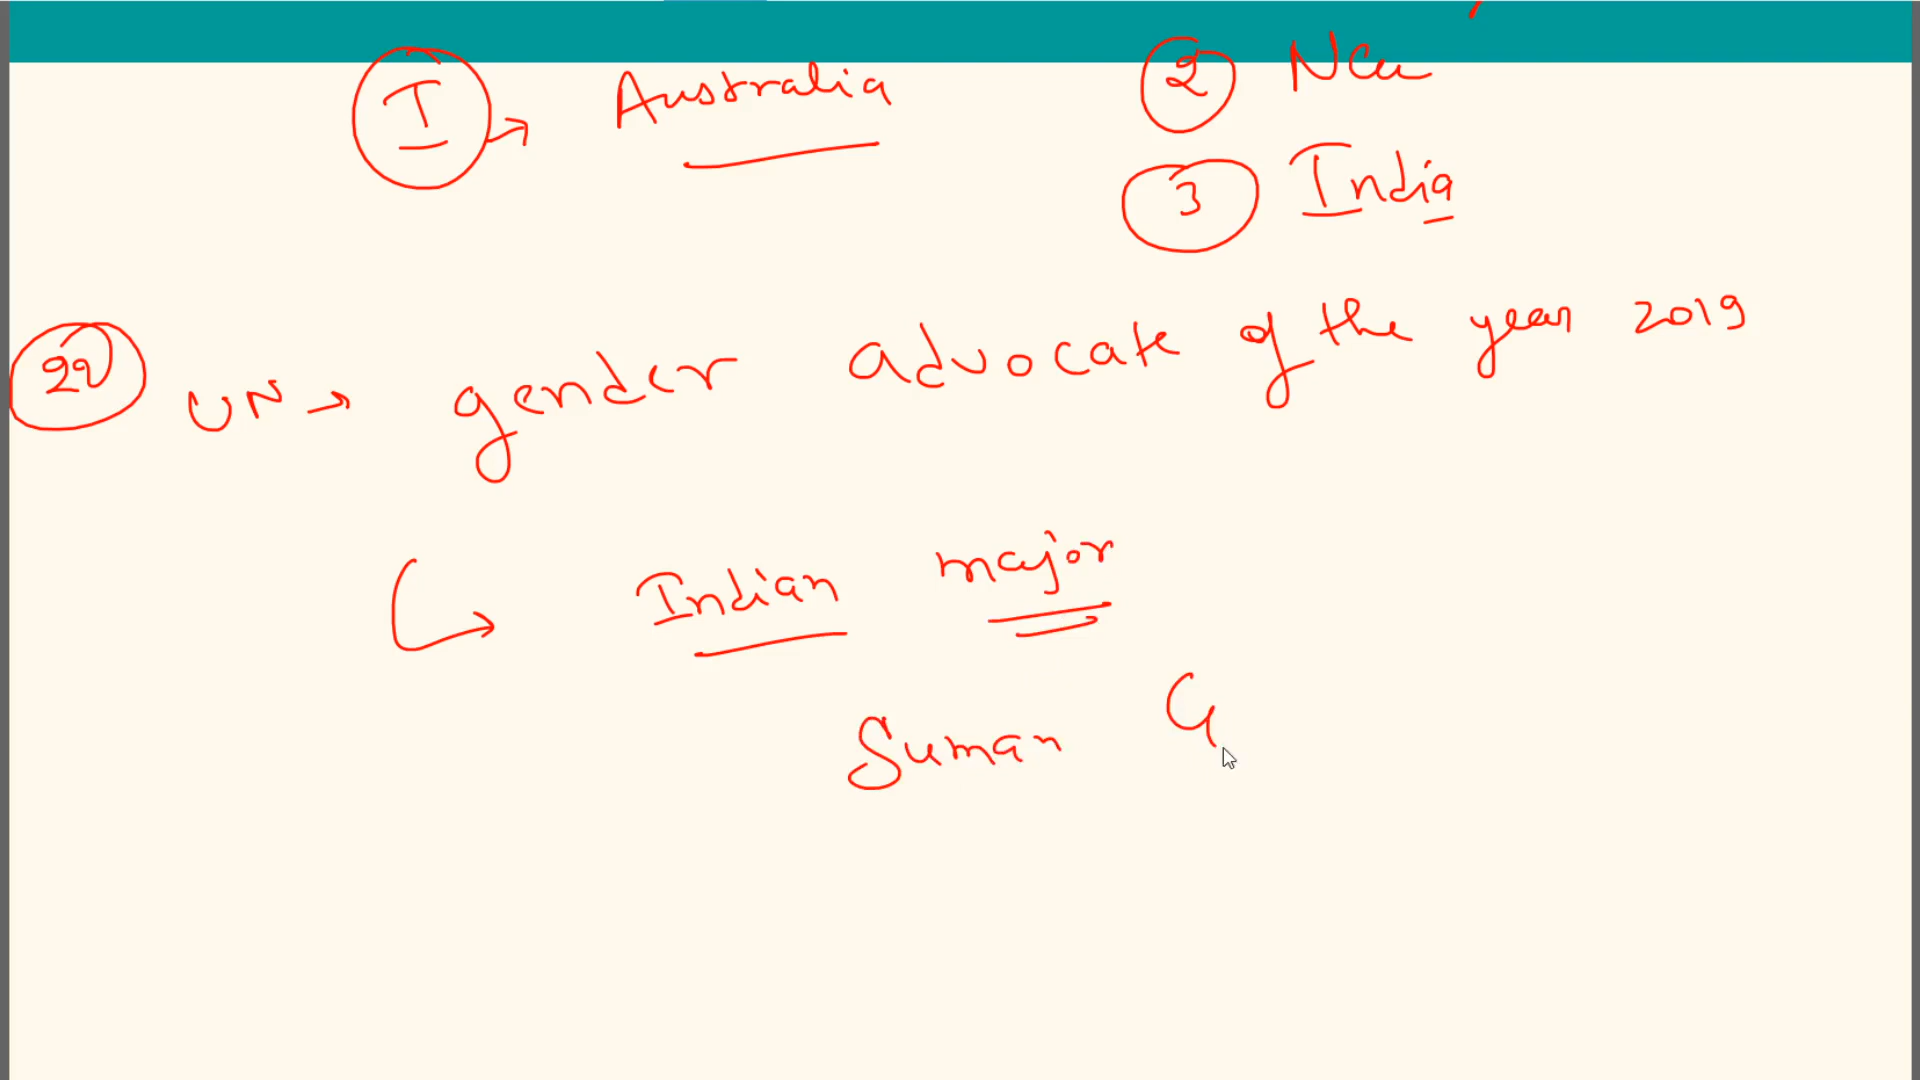 I → Australia
2 New
3 India
22 UN → gender advocate of the year 2019
Indian major
Suman G